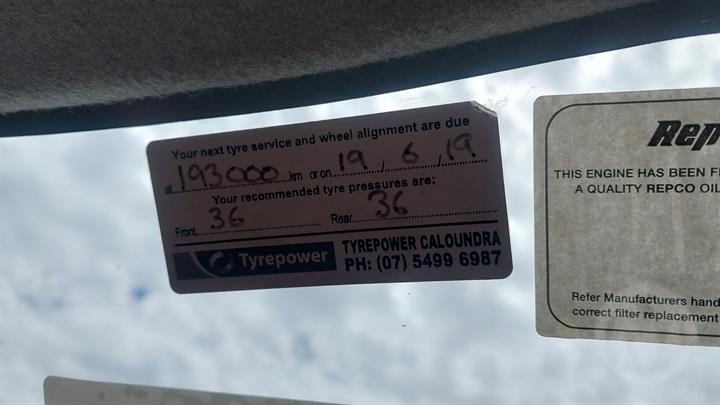 Your next tyre service and wheel alignment are due
at 193000 km or on 19 / 6 / 19
Your recommended tyre pressures are:
Front 36 Rear 36
Tyrepower
TYREPOWER CALOUNDRA
PH: (07) 5499 6987
Rep
THIS ENGINE HAS BEEN F
A QUALITY REPCO OIL
Refer Manufacturers hand
correct filter replacement